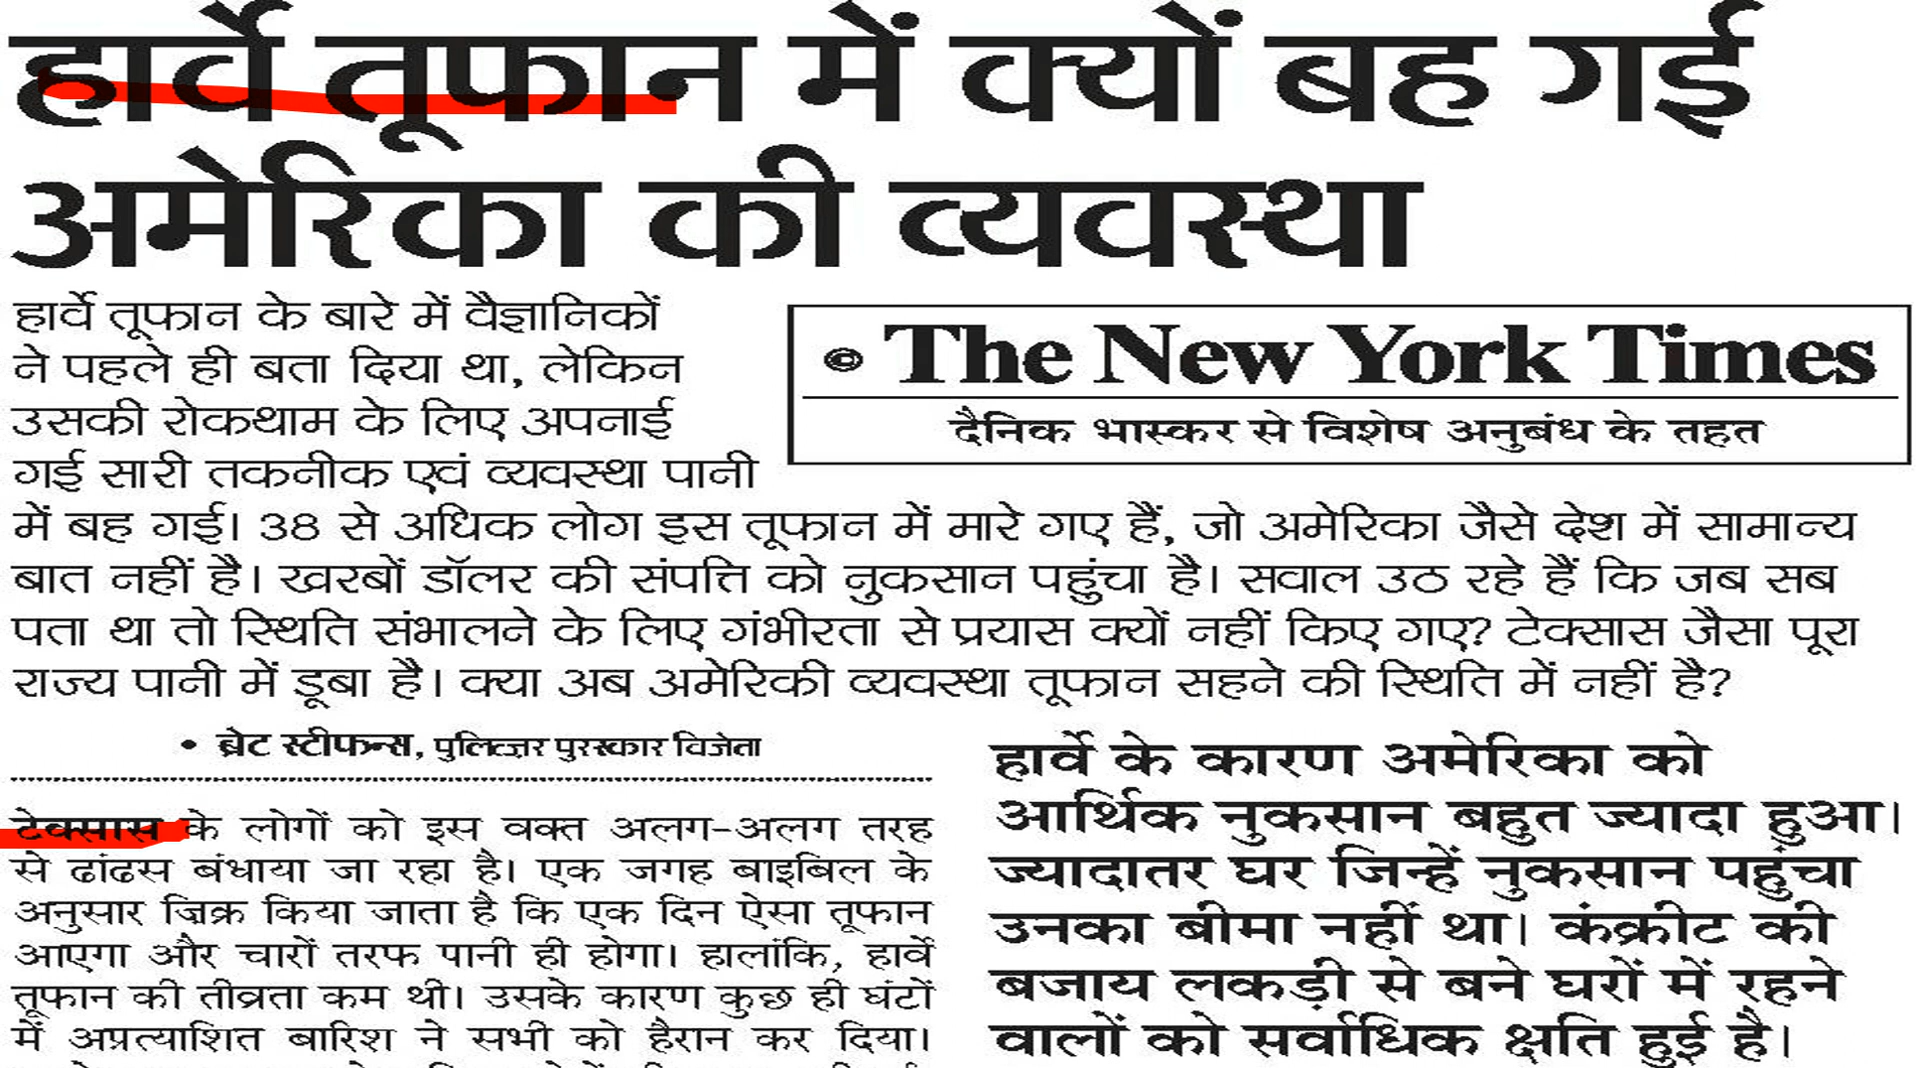 हार्वे तूफान में क्यों बह गई
अमेरिका की व्यवस्था
हार्वे तूफान के बारे में वैज्ञानिकों
ने पहले ही बता दिया था, लेकिन
उसकी रोकथाम के लिए अपनाई
गई सारी तकनीक एवं व्यवस्था पानी
में बह गई। 38 से अधिक लोग इस तूफान में मारे गए हैं, जो अमेरिका जैसे देश में सामान्य
बात नहीं है। खरबों डॉलर की संपत्ति को नुकसान पहुंचा है। सवाल उठ रहे हैं कि जब सब
पता था तो स्थिति संभालने के लिए गंभीरता से प्रयास क्यों नहीं किए गए? टेक्सास जैसा पूरा
राज्य पानी में डूबा है। क्या अब अमेरिकी व्यवस्था तूफान सहने की स्थिति में नहीं है?
© The New York Times
दैनिक भास्कर से विशेष अनुबंध के तहत
• ब्रेट स्टीफन्स, पुलित्ज़र पुरस्कार विजेता
टेक्सास के लोगों को इस वक्त अलग-अलग तरह
से ढांढस बंधाया जा रहा है। एक जगह बाइबिल के
अनुसार ज़िक्र किया जाता है कि एक दिन ऐसा तूफान
आएगा और चारों तरफ पानी ही होगा। हालांकि, हार्वे
तूफान की तीव्रता कम थी। उसके कारण कुछ ही घंटों
में अप्रत्याशित बारिश ने सभी को हैरान कर दिया।
हार्वे के कारण अमेरिका को
आर्थिक नुकसान बहुत ज्यादा हुआ।
ज्यादातर घर जिन्हें नुकसान पहुंचा
उनका बीमा नहीं था। कंक्रीट की
बजाय लकड़ी से बने घरों में रहने
वालों को सर्वाधिक क्षति हुई है।